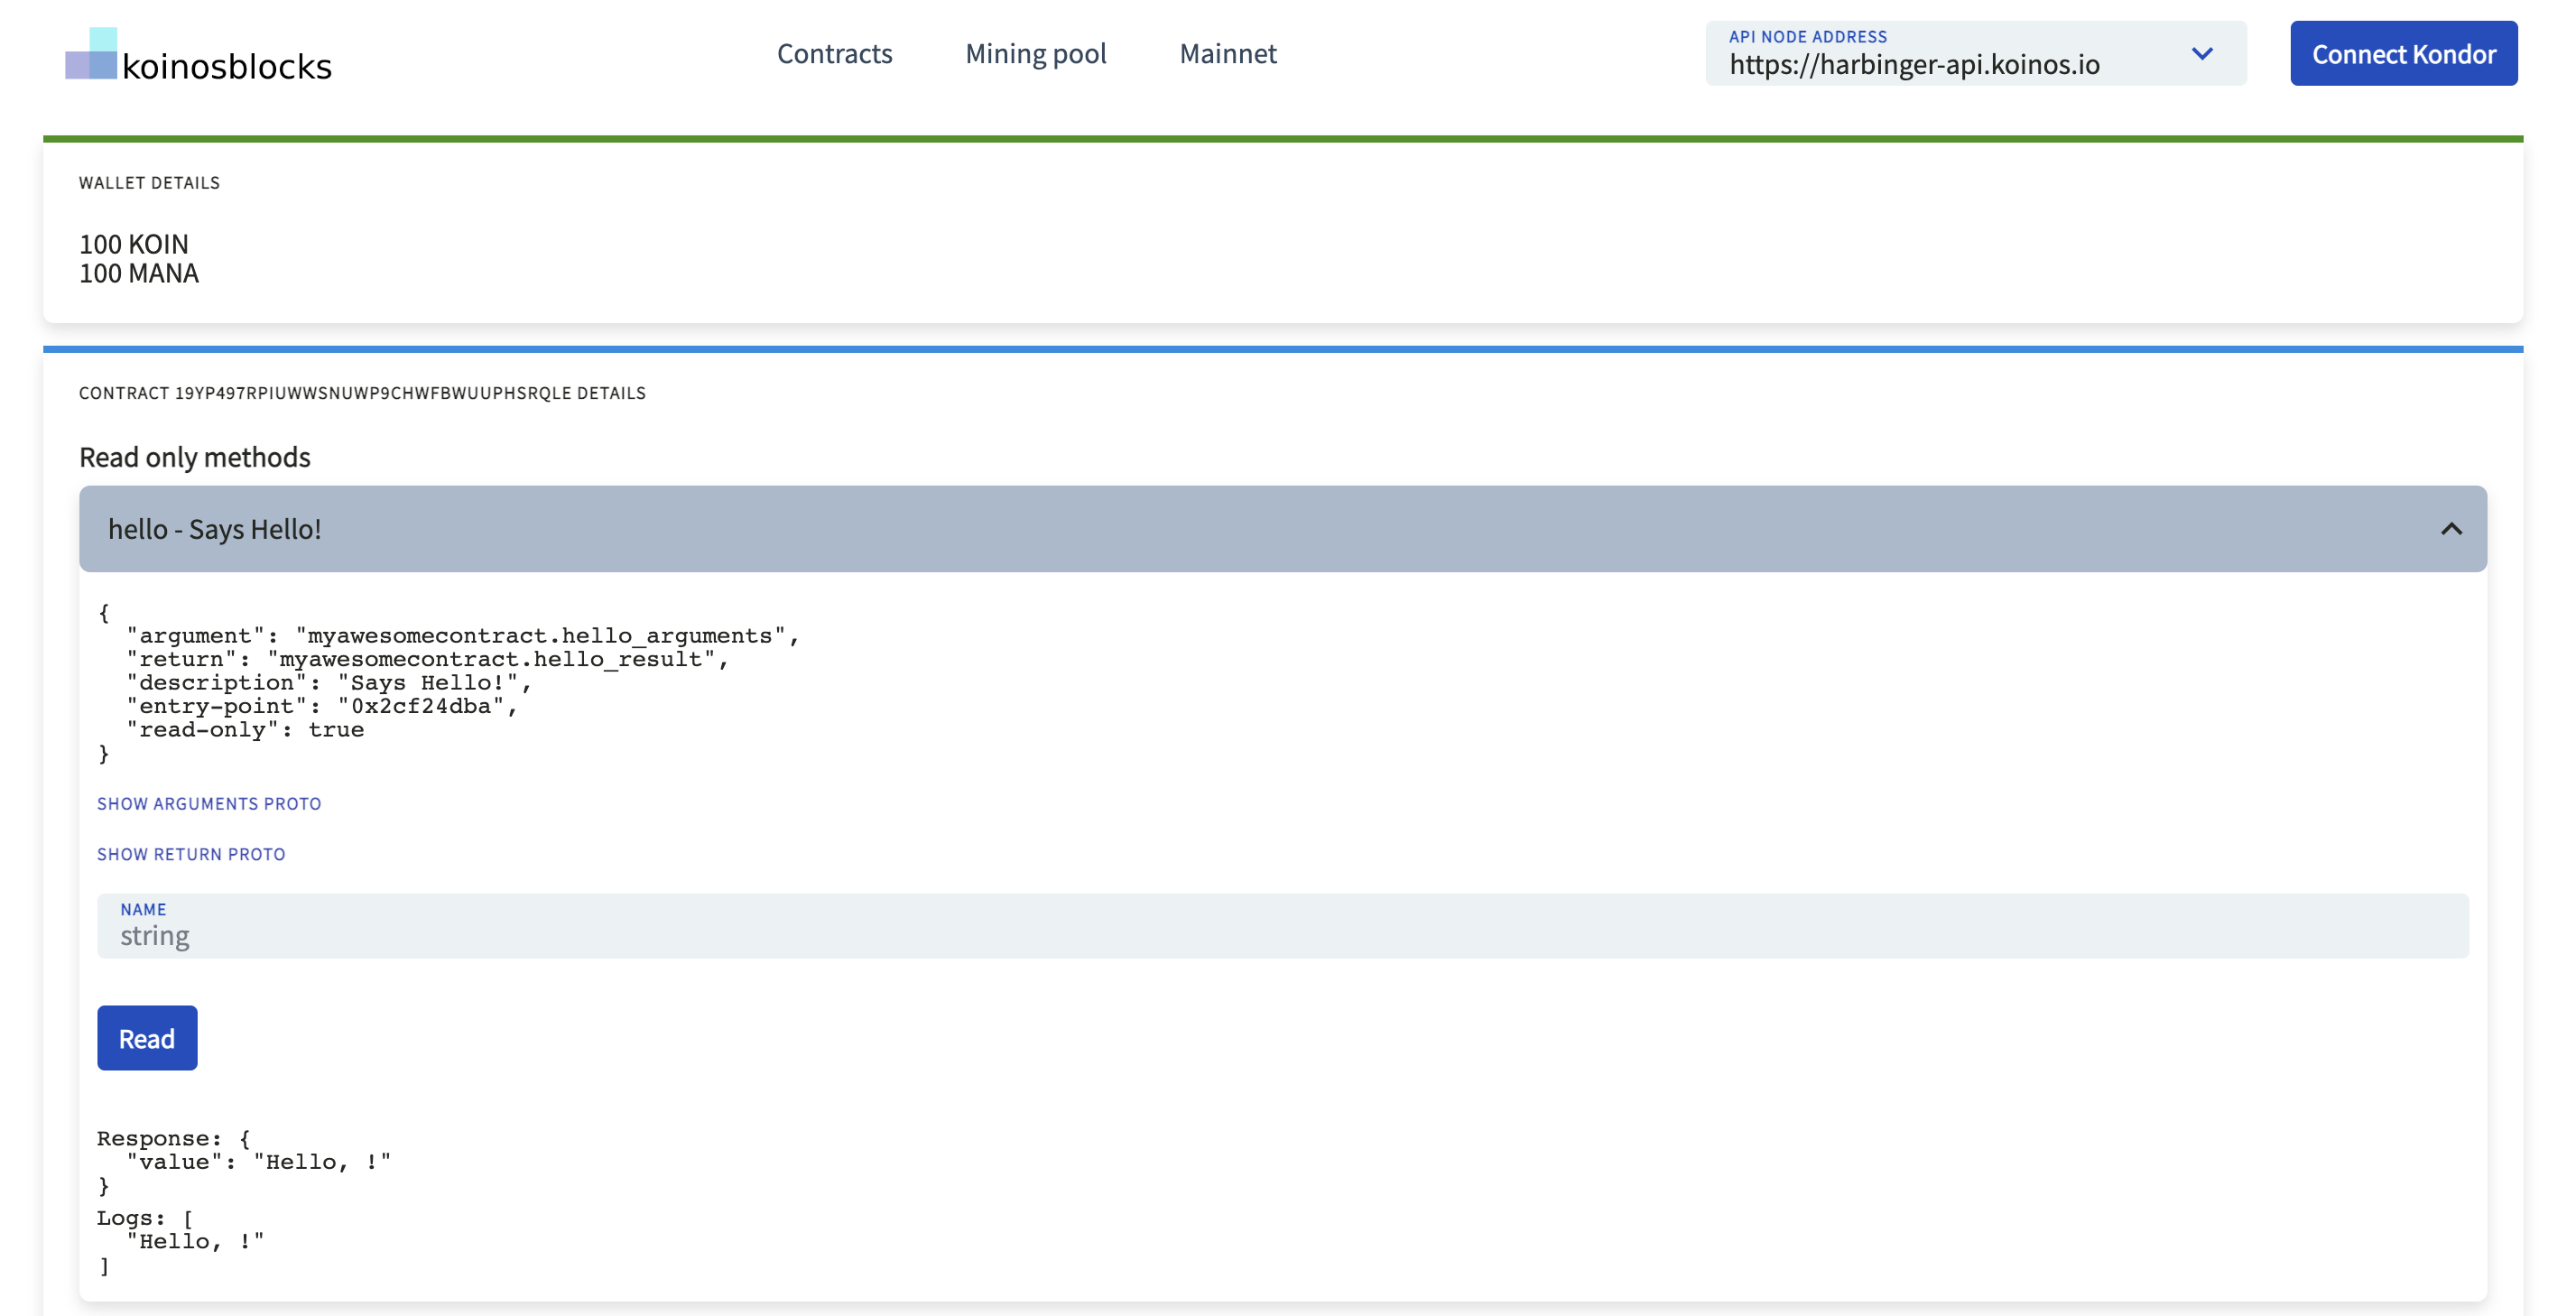 koinosblocks
Contracts
Mining pool
Mainnet
API NODE ADDRESS
https://harbinger-api.koinos.io
Connect Kondor
WALLET DETAILS
100 KOIN
100 MANA
CONTRACT 19YP497RPIUWWSNUWP9CHWFBWUUPHSRQLE DETAILS
Read only methods
hello - Says Hello!
{
"argument": "myawesomecontract.hello_arguments",
"return": "myawesomecontract.hello_result",
"description": "Says Hello!",
"entry-point": "0x2cf24dba",
"read-only": true
}
SHOW ARGUMENTS PROTO
SHOW RETURN PROTO
NAME
string
Read
Response: {
"value": "Hello, !"
}
Logs: [
"Hello, !"
]